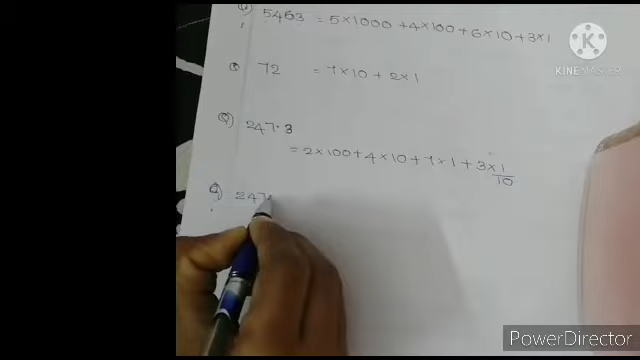 5463 = 5×1000 +4×100 + 6×10 + 3×1
KINEMASTER
72 = 7×10 + 2×1
Q) 247.3
= 2×100 + 4×10 + 7×1 + 3×1/10
Q) 247
PowerDirector